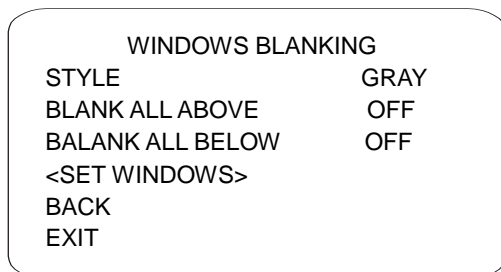 WINDOWS BLANKING
STYLE GRAY
BLANK ALL ABOVE OFF
BALANK ALL BELOW OFF
<SET WINDOWS>
BACK
EXIT